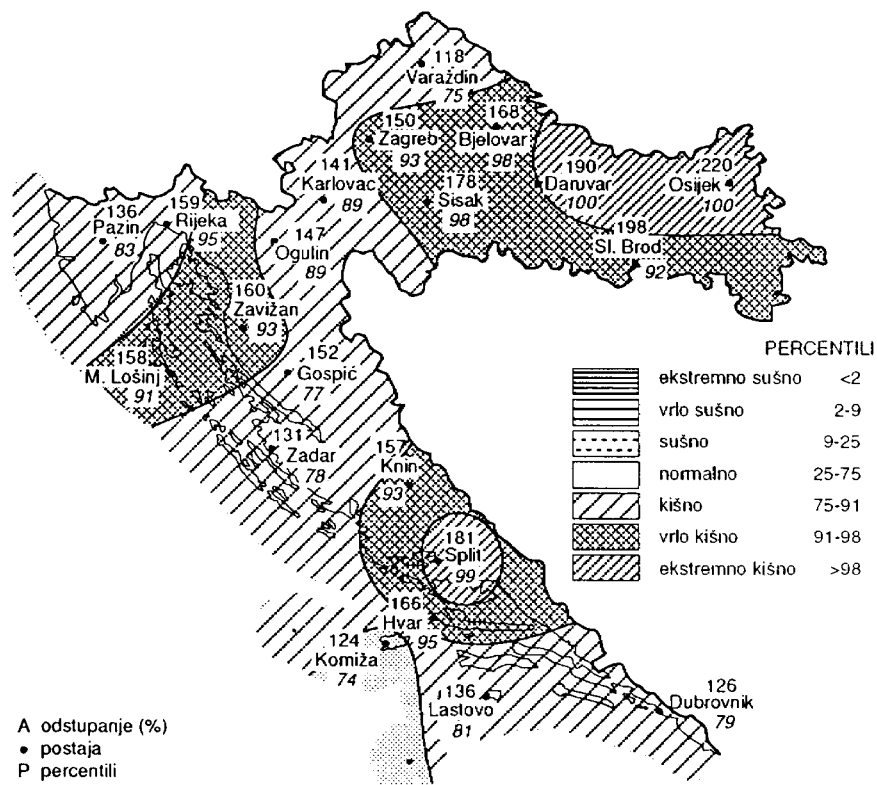 118
Varaždin
75
150
Zagreb
93
168
Bjelovar
98
141
Karlovac
89
178
Sisak
98
190
Daruvar
100
220
Osijek
100
198
Sl. Brod
92
136
Pazin
83
159
Rijeka
95
147
Ogulin
89
160
Zavižan
93
158
M. Lošinj
91
152
Gospić
77
131
Zadar
78
157
Knin
93
181
Split
99
166
Hvar
95
124
Komiža
74
136
Lastovo
81
126
Dubrovnik
79
PERCENTILI
ekstremno sušno <2
vrlo sušno 2-9
sušno 9-25
normalno 25-75
kišno 75-91
vrlo kišno 91-98
ekstremno kišno >98
A odstupanje (%)
• postaja
P percentili